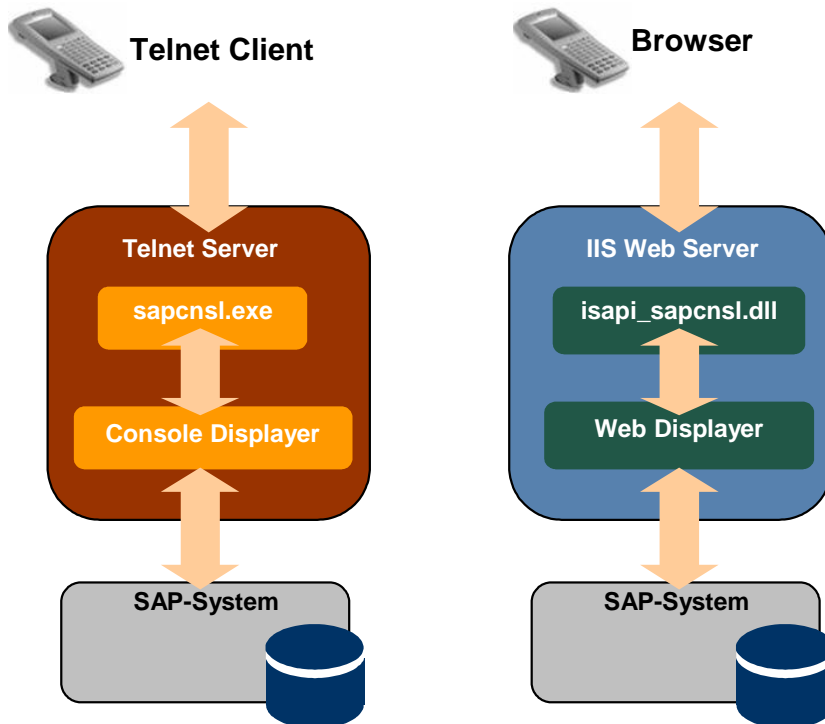 Telnet Client
Telnet Server
sapcnsl.exe
Console Displayer
SAP-System
Browser
IIS Web Server
isapi_sapcnsl.dll
Web Displayer
SAP-System